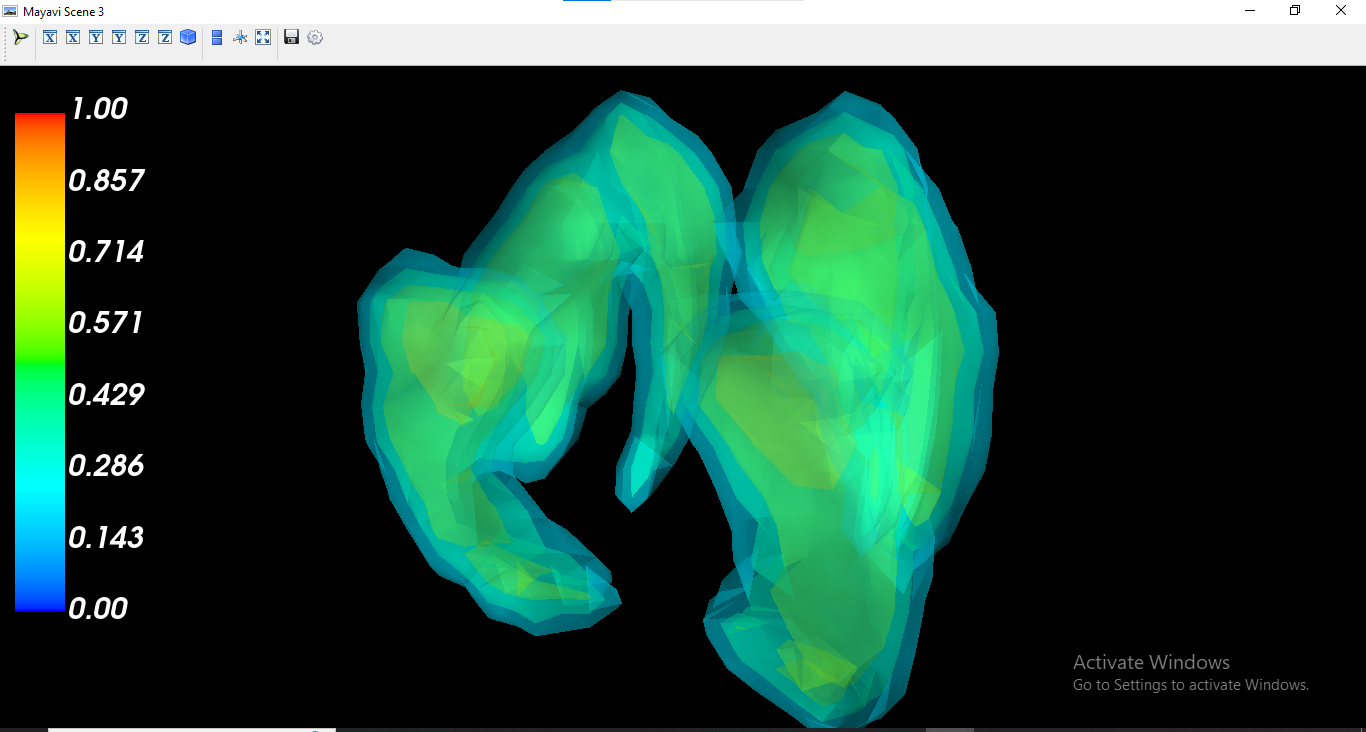 Mayavi Scene 3
X X Y Y Z Z
1.00
0.857
0.714
0.571
0.429
0.286
0.143
0.00
Activate Windows
Go to Settings to activate Windows.